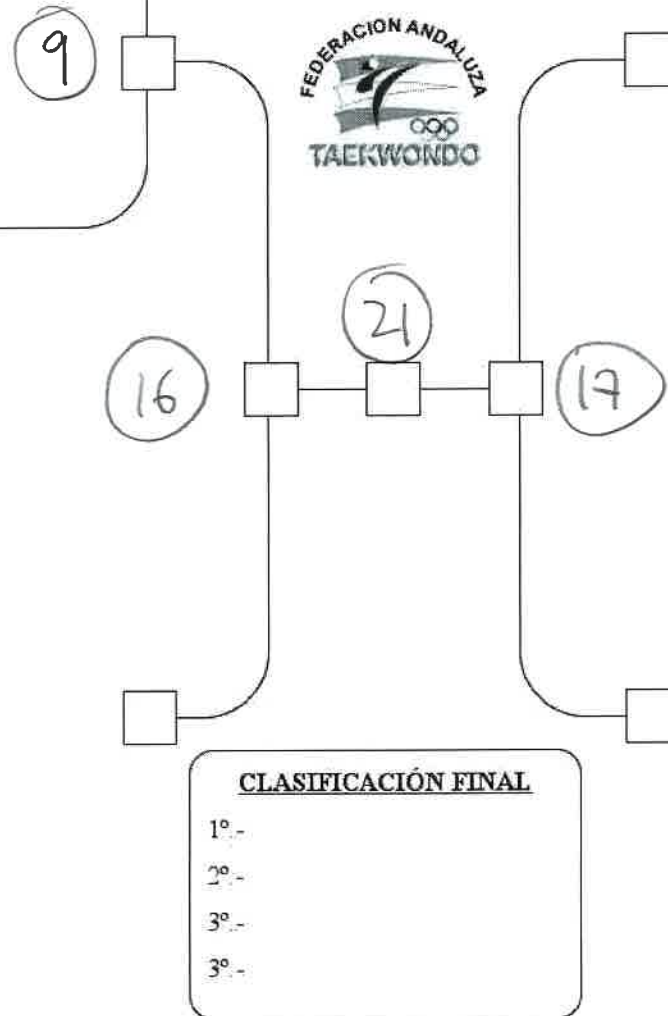 9
FEDERACION ANDALUZA
TAEKWONDO
21
16
17
CLASIFICACIÓN FINAL
1º.-
2º.-
3º.-
3º.-